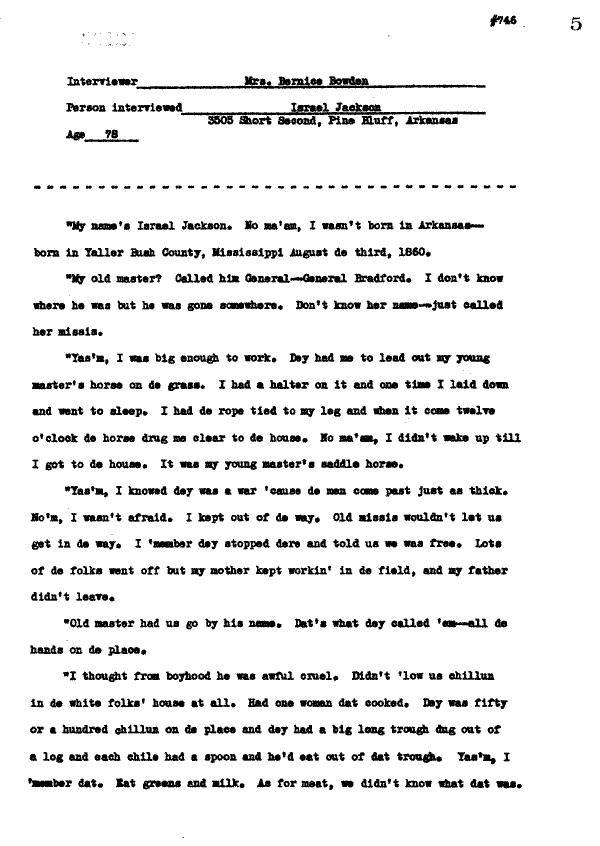 #746
5
Interviewer Mrs. Bernice Bowden
Person interviewed Israel Jackson
3505 Short Second, Pine Bluff, Arkansas
Age 78
"My name's Israel Jackson. No ma'am, I wasn't born in Arkansas—
born in Yaller Bush County, Mississippi August de third, 1860.
"My old master? Called him General—General Bradford. I don't know
where he was but he was gone somewhere. Don't know her name—just called
her missis.
"Yas'm, I was big enough to work. Dey had me to lead out my young
master's horse on de grass. I had a halter on it and one time I laid down
and went to sleep. I had de rope tied to my leg and when it come twelve
o'clock de horse drug me clear to de house. No ma'am, I didn't wake up till
I got to de house. It was my young master's saddle horse.
"Yas'm, I knowed dey was a war 'cause de men come past just as thick.
No'm, I wasn't afraid. I kept out of de way. Old missis wouldn't let us
get in de way. I 'member dey stopped dere and told us we was free. Lots
of de folks went off but my mother kept workin' in de field, and my father
didn't leave.
"Old master had us go by his name. Dat's what dey called 'em—all de
hands on de place.
"I thought from boyhood he was awful cruel. Didn't 'low us chillun
in de white folks' house at all. Had one woman dat cooked. Dey was fifty
or a hundred chillun on de place and dey had a big long trough dug out of
a log and each chile had a spoon and he'd eat out of dat trough. Yas'm, I
'member dat. Eat greens and milk. As for meat, we didn't know what dat was.